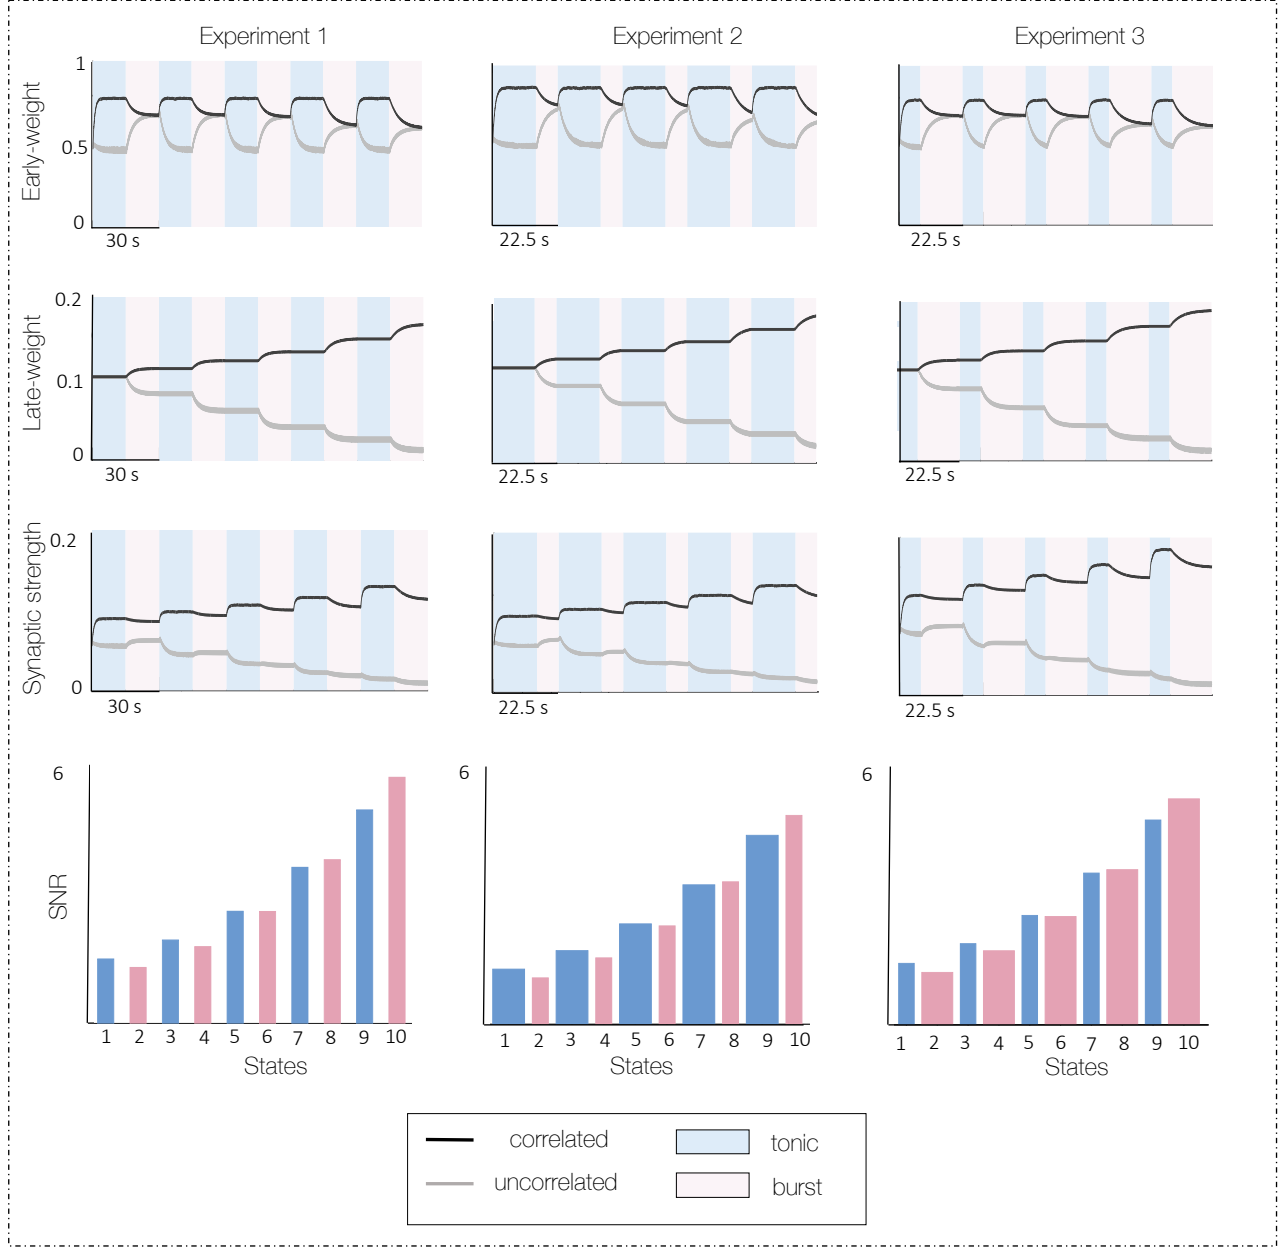 Experiment 1 Experiment 2 Experiment 3
Early-weight
1
0.5
0
30 s 22.5 s 22.5 s
Late-weight
0.2
0.1
0
30 s 22.5 s 22.5 s
Synaptic strength
0.2
0
30 s 22.5 s 22.5 s
SNR
6 6 6
1 2 3 4 5 6 7 8 9 10
States
1 2 3 4 5 6 7 8 9 10
States
1 2 3 4 5 6 7 8 9 10
States
correlated tonic
uncorrelated burst